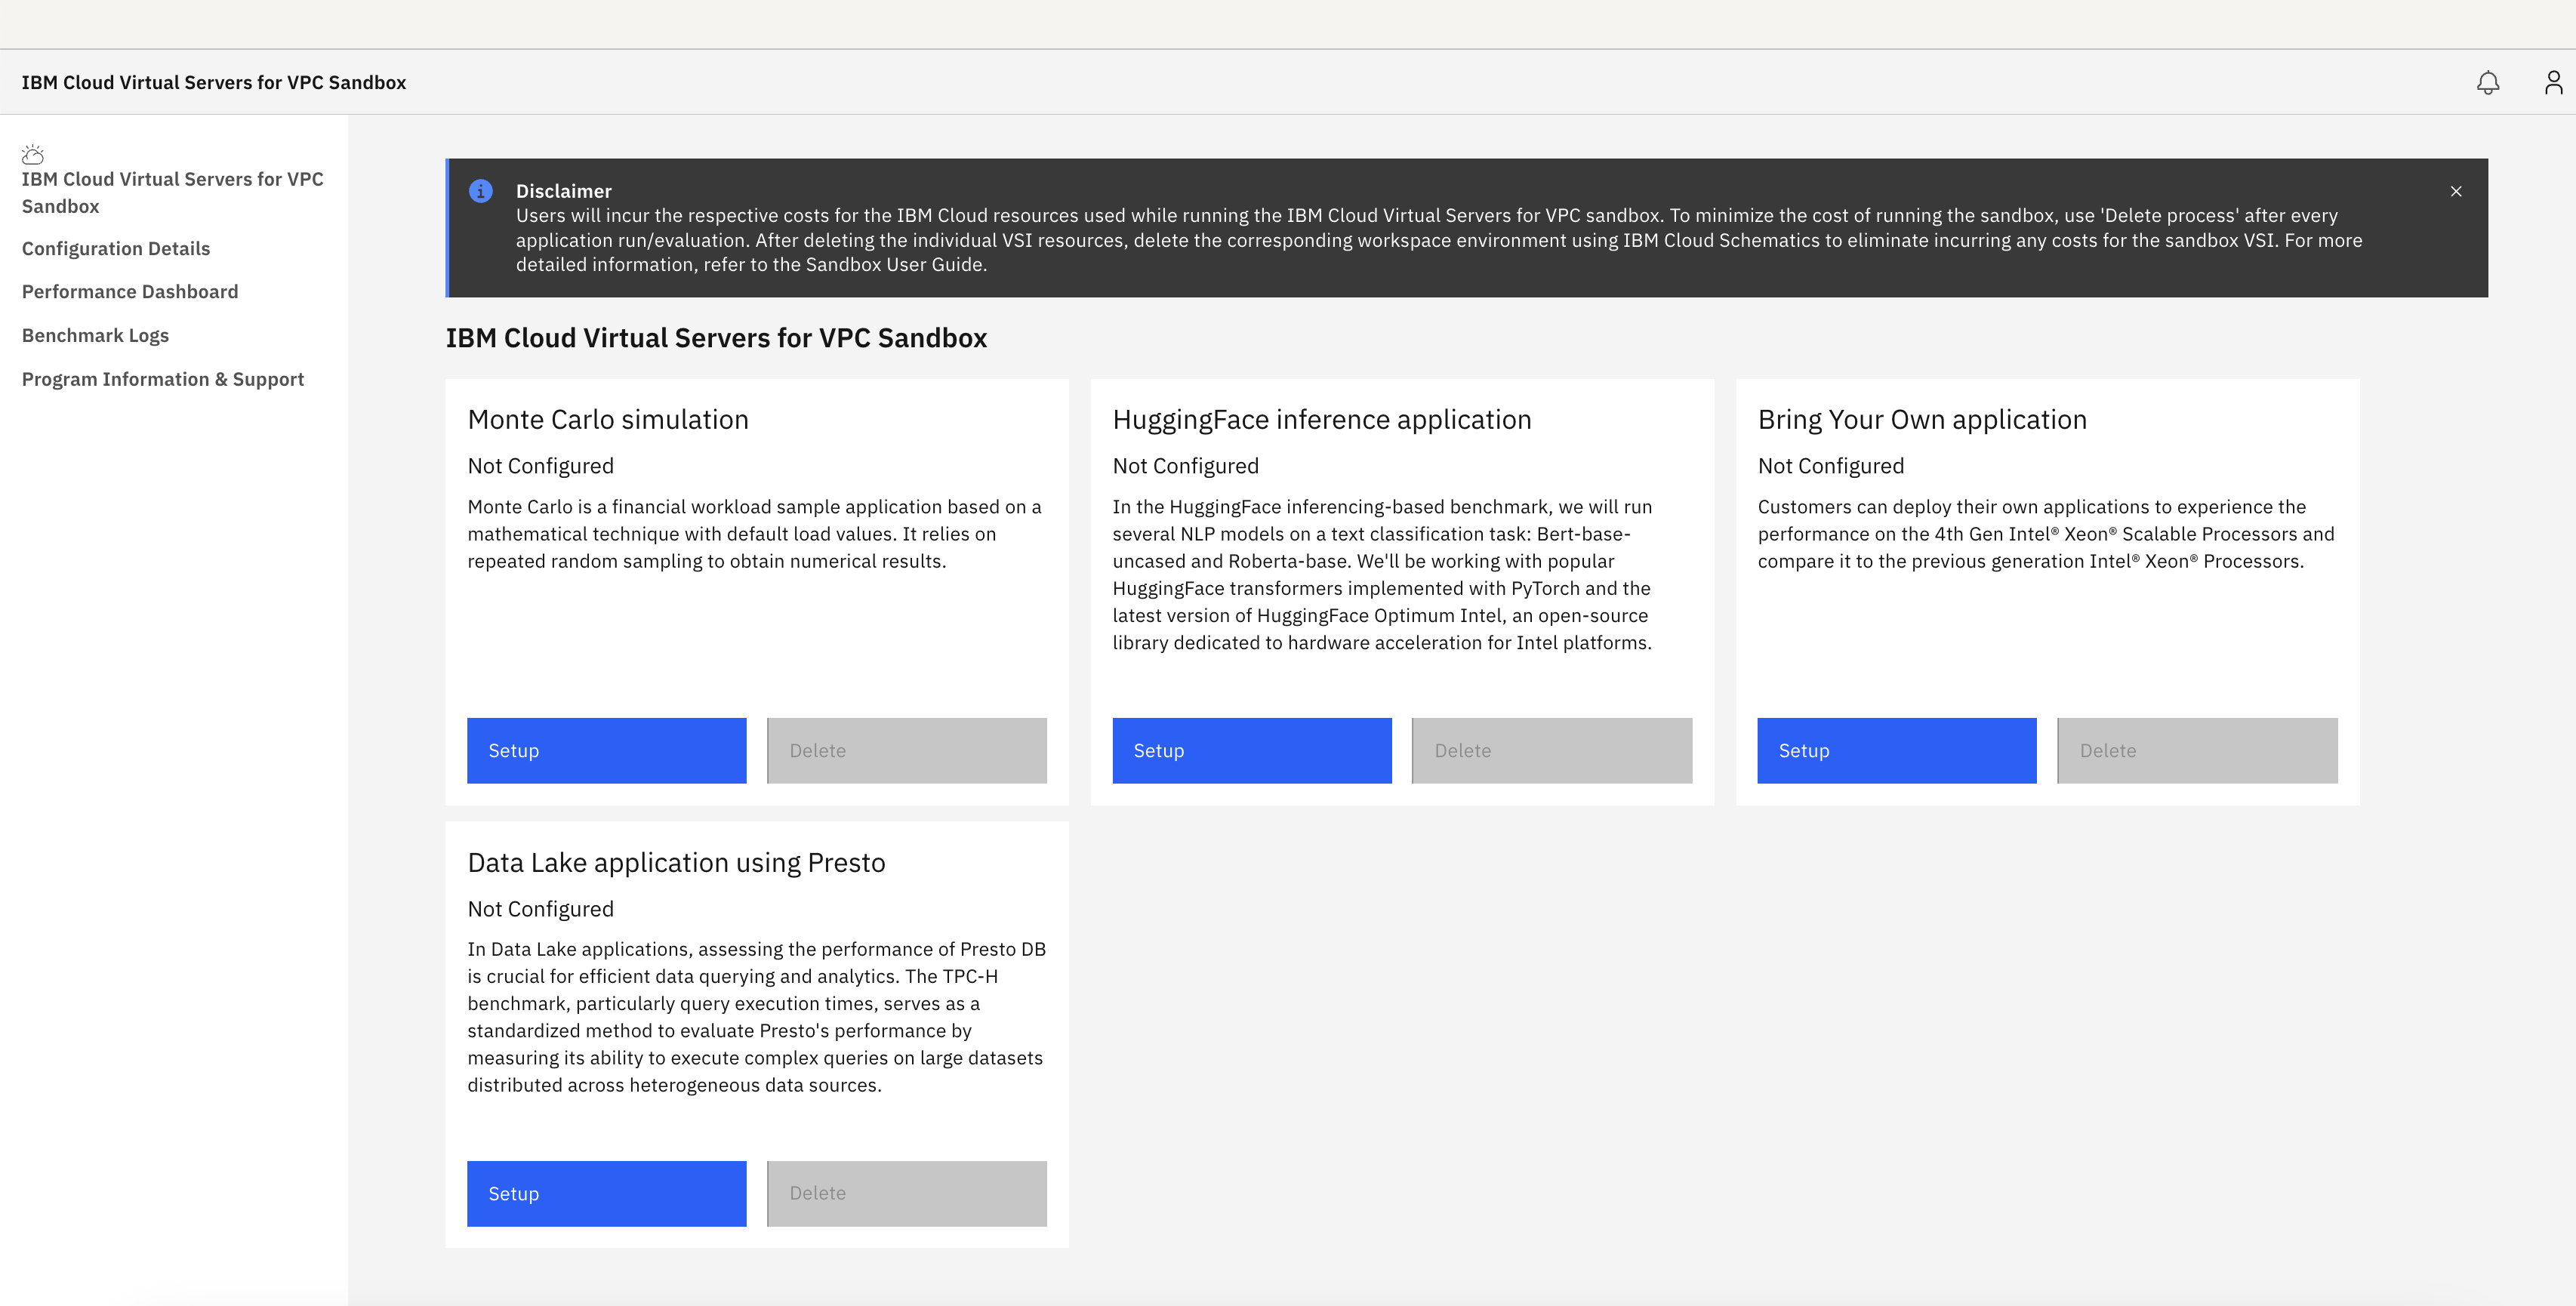 IBM Cloud Virtual Servers for VPC Sandbox
IBM Cloud Virtual Servers for VPC
Sandbox
Configuration Details
Performance Dashboard
Benchmark Logs
Program Information & Support
Disclaimer
Users will incur the respective costs for the IBM Cloud resources used while running the IBM Cloud Virtual Servers for VPC sandbox. To minimize the cost of running the sandbox, use 'Delete process' after every
application run/evaluation. After deleting the individual VSI resources, delete the corresponding workspace environment using IBM Cloud Schematics to eliminate incurring any costs for the sandbox VSI. For more
detailed information, refer to the Sandbox User Guide.
IBM Cloud Virtual Servers for VPC Sandbox
Monte Carlo simulation
Not Configured
Monte Carlo is a financial workload sample application based on a
mathematical technique with default load values. It relies on
repeated random sampling to obtain numerical results.
Setup
Delete
HuggingFace inference application
Not Configured
In the HuggingFace inferencing-based benchmark, we will run
several NLP models on a text classification task: Bert-base-
uncased and Roberta-base. We'll be working with popular
HuggingFace transformers implemented with PyTorch and the
latest version of HuggingFace Optimum Intel, an open-source
library dedicated to hardware acceleration for Intel platforms.
Setup
Delete
Bring Your Own application
Not Configured
Customers can deploy their own applications to experience the
performance on the 4th Gen Intel® Xeon® Scalable Processors and
compare it to the previous generation Intel® Xeon® Processors.
Setup
Delete
Data Lake application using Presto
Not Configured
In Data Lake applications, assessing the performance of Presto DB
is crucial for efficient data querying and analytics. The TPC-H
benchmark, particularly query execution times, serves as a
standardized method to evaluate Presto's performance by
measuring its ability to execute complex queries on large datasets
distributed across heterogeneous data sources.
Setup
Delete